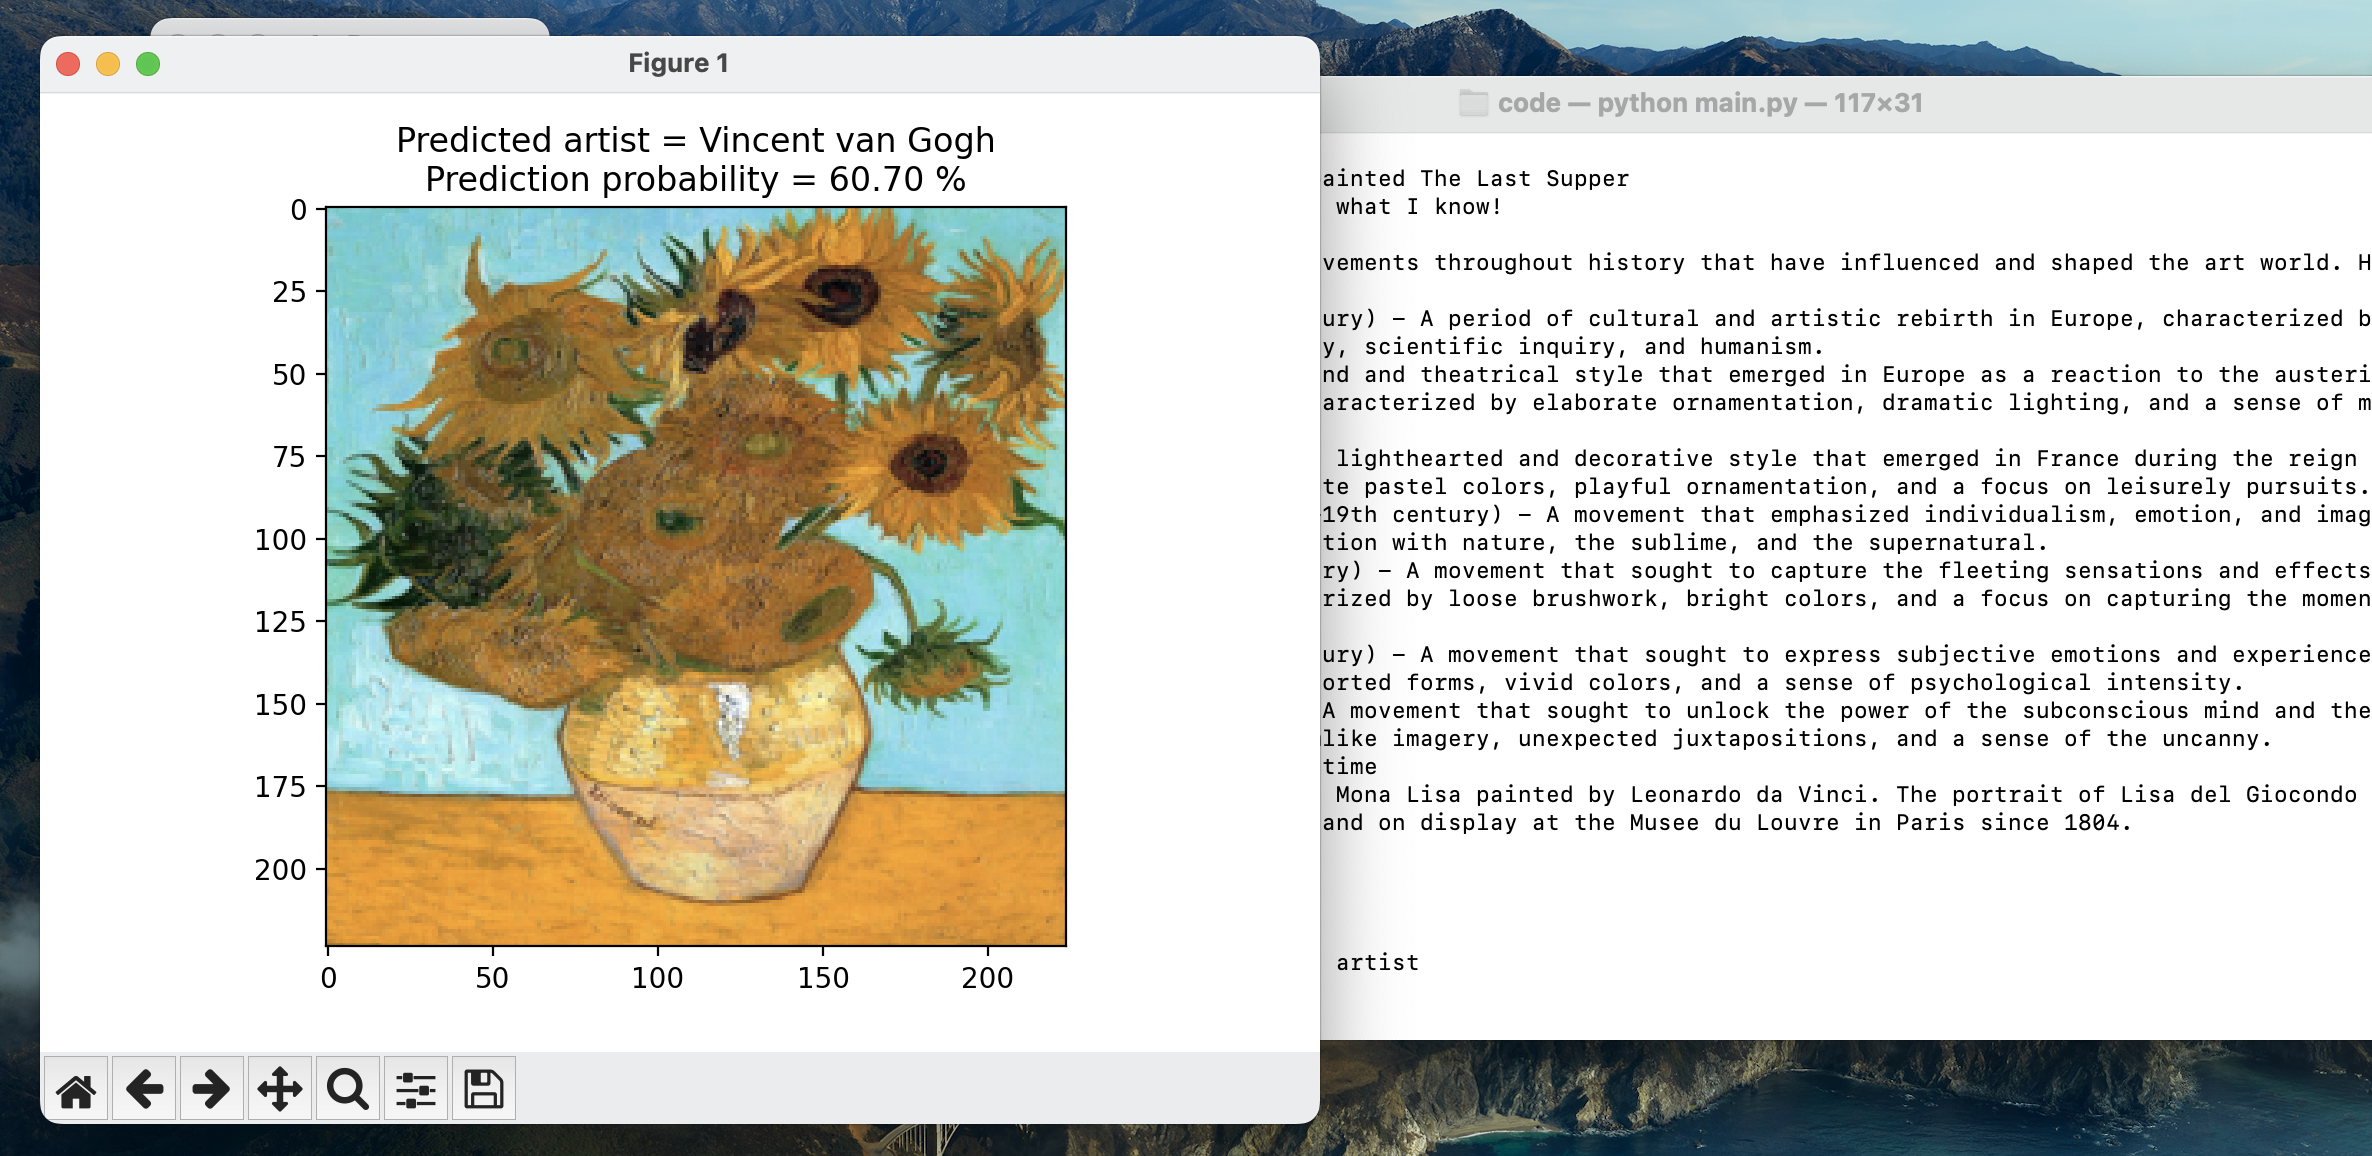 Figure 1
Predicted artist = Vincent van Gogh
Prediction probability = 60.70 %
0
25
50
75
100
125
150
175
200
0 50 100 150 200
Vincent
code — python main.py — 117×31
ainted The Last Supper
what I know!
vements throughout history that have influenced and shaped the art world. H
ury) – A period of cultural and artistic rebirth in Europe, characterized b
y, scientific inquiry, and humanism.
nd and theatrical style that emerged in Europe as a reaction to the austeri
aracterized by elaborate ornamentation, dramatic lighting, and a sense of m
lighthearted and decorative style that emerged in France during the reign
te pastel colors, playful ornamentation, and a focus on leisurely pursuits.
19th century) – A movement that emphasized individualism, emotion, and imag
tion with nature, the sublime, and the supernatural.
ry) – A movement that sought to capture the fleeting sensations and effects
rized by loose brushwork, bright colors, and a focus on capturing the momen
ury) – A movement that sought to express subjective emotions and experience
orted forms, vivid colors, and a sense of psychological intensity.
A movement that sought to unlock the power of the subconscious mind and the
like imagery, unexpected juxtapositions, and a sense of the uncanny.
time
Mona Lisa painted by Leonardo da Vinci. The portrait of Lisa del Giocondo
and on display at the Musee du Louvre in Paris since 1804.
artist